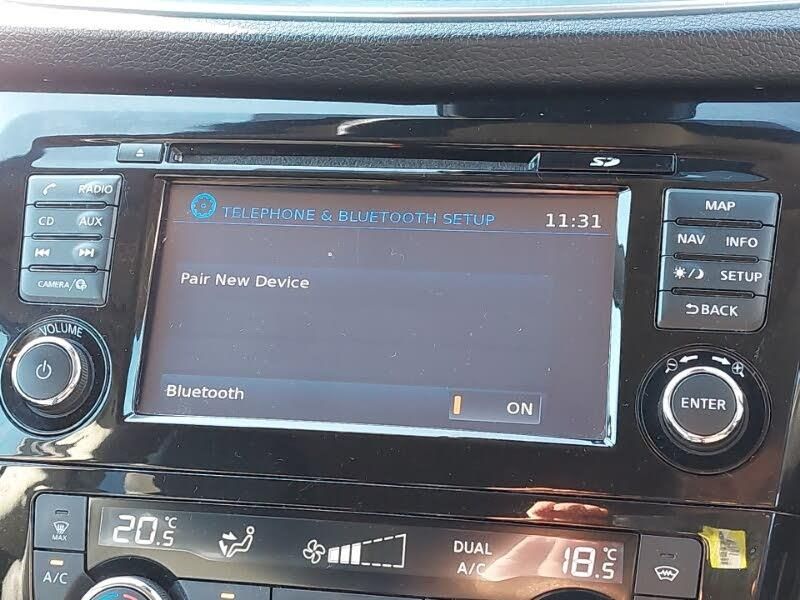 SD
RADIO
CD AUX
CAMERA/
VOLUME
TELEPHONE & BLUETOOTH SETUP 11:31
Pair New Device
Bluetooth ON
MAP
NAV INFO
SETUP
BACK
ENTER
MAX
A/C
20.5°C
DUAL
A/C
18.5°C